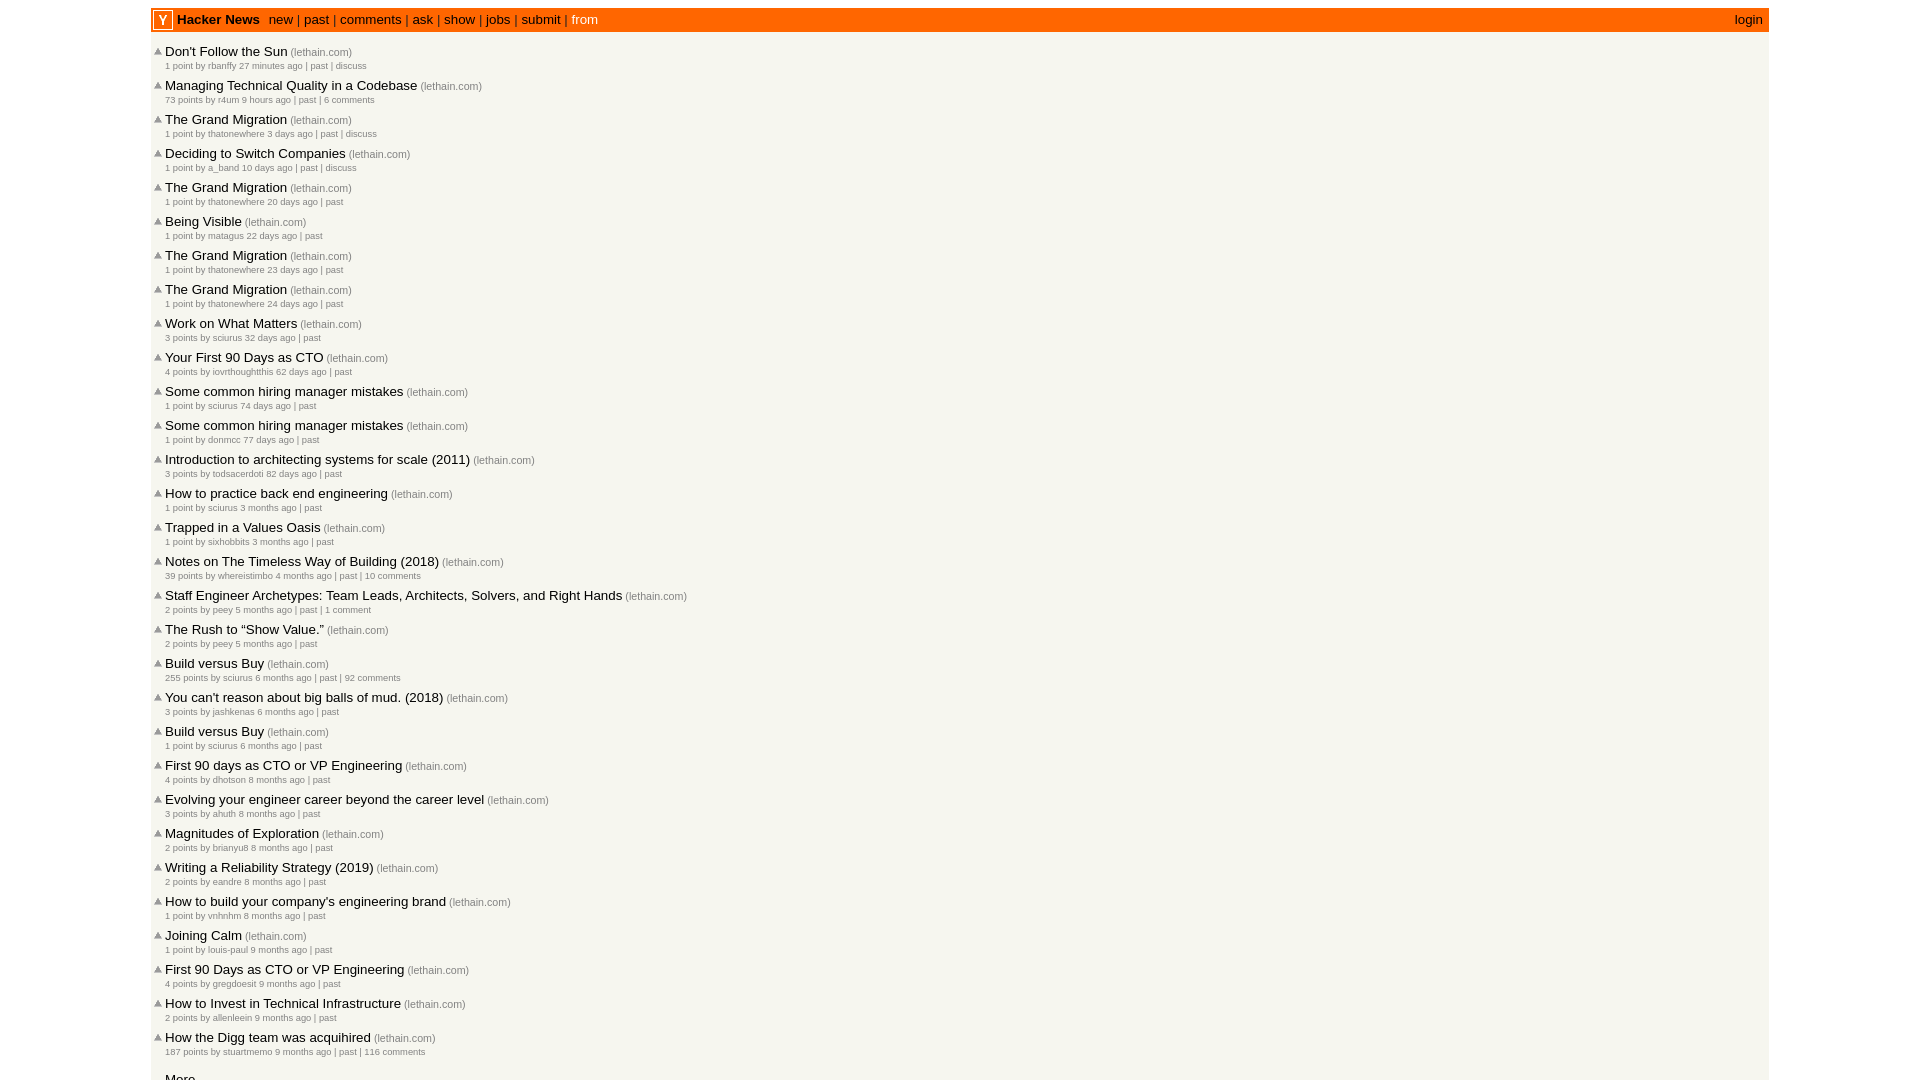 Y Hacker News new | past | comments | ask | show | jobs | submit | from login
Don't Follow the Sun (lethain.com)
1 point by rbanffy 27 minutes ago | past | discuss
Managing Technical Quality in a Codebase (lethain.com)
73 points by r4um 9 hours ago | past | 6 comments
The Grand Migration (lethain.com)
1 point by thatonewhere 3 days ago | past | discuss
Deciding to Switch Companies (lethain.com)
1 point by a_band 10 days ago | past | discuss
The Grand Migration (lethain.com)
1 point by thatonewhere 20 days ago | past
Being Visible (lethain.com)
1 point by matagus 22 days ago | past
The Grand Migration (lethain.com)
1 point by thatonewhere 23 days ago | past
The Grand Migration (lethain.com)
1 point by thatonewhere 24 days ago | past
Work on What Matters (lethain.com)
3 points by sciurus 32 days ago | past
Your First 90 Days as CTO (lethain.com)
4 points by iovrthoughtthis 62 days ago | past
Some common hiring manager mistakes (lethain.com)
1 point by sciurus 74 days ago | past
Some common hiring manager mistakes (lethain.com)
1 point by donmcc 77 days ago | past
Introduction to architecting systems for scale (2011) (lethain.com)
3 points by todsacerdoti 82 days ago | past
How to practice back end engineering (lethain.com)
1 point by sciurus 3 months ago | past
Trapped in a Values Oasis (lethain.com)
1 point by sixhobbits 3 months ago | past
Notes on The Timeless Way of Building (2018) (lethain.com)
39 points by whereistimbo 4 months ago | past | 10 comments
Staff Engineer Archetypes: Team Leads, Architects, Solvers, and Right Hands (lethain.com)
2 points by peey 5 months ago | past | 1 comment
The Rush to “Show Value.” (lethain.com)
2 points by peey 5 months ago | past
Build versus Buy (lethain.com)
255 points by sciurus 6 months ago | past | 92 comments
You can't reason about big balls of mud. (2018) (lethain.com)
3 points by jashkenas 6 months ago | past
Build versus Buy (lethain.com)
1 point by sciurus 6 months ago | past
First 90 days as CTO or VP Engineering (lethain.com)
4 points by dhotson 8 months ago | past
Evolving your engineer career beyond the career level (lethain.com)
3 points by ahuth 8 months ago | past
Magnitudes of Exploration (lethain.com)
2 points by brianyu8 8 months ago | past
Writing a Reliability Strategy (2019) (lethain.com)
2 points by eandre 8 months ago | past
How to build your company's engineering brand (lethain.com)
1 point by vnhnhm 8 months ago | past
Joining Calm (lethain.com)
1 point by louis-paul 9 months ago | past
First 90 Days as CTO or VP Engineering (lethain.com)
4 points by gregdoesit 9 months ago | past
How to Invest in Technical Infrastructure (lethain.com)
2 points by allenleein 9 months ago | past
How the Digg team was acquihired (lethain.com)
187 points by stuartmemo 9 months ago | past | 116 comments
More